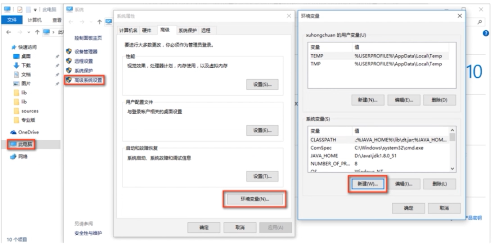 此电脑
文件
计算机
查看
快速访问
桌面
下载
文档
图片
lib
lib
sources
专业版
OneDrive
此电脑
网络
10 个项目
系统
控制面板主页
设备管理器
远程设置
系统保护
高级系统设置
另请参阅
安全性与维护
系统属性
计算机名 硬件 高级 系统保护 远程
要进行大多数更改，你必须作为管理员登录。
性能
视觉效果，处理器计划，内存使用，以及虚拟内存
设置(S)...
用户配置文件
与登录帐户相关的桌面设置
设置(E)...
启动和故障恢复
系统启动、系统故障和调试信息
设置(T)...
环境变量(N)...
确定 取消 应用(A)
环境变量
xuhongchuan 的用户变量(U)
变量 值
TEMP %USERPROFILE%\AppData\Local\Temp
TMP %USERPROFILE%\AppData\Local\Temp
新建(N)... 编辑(E)... 删除(D)
系统变量(S)
变量 值
CLASSPATH .;%JAVA_HOME%\lib\dt.jar;%JAVA_HOM...
ComSpec C:\Windows\system32\cmd.exe
JAVA_HOME D:\Java\jdk1.8.0_51
NUMBER_OF_PR... 8
OS Windows_NT
新建(W)... 编辑(I)... 删除(L)
确定 取消
10